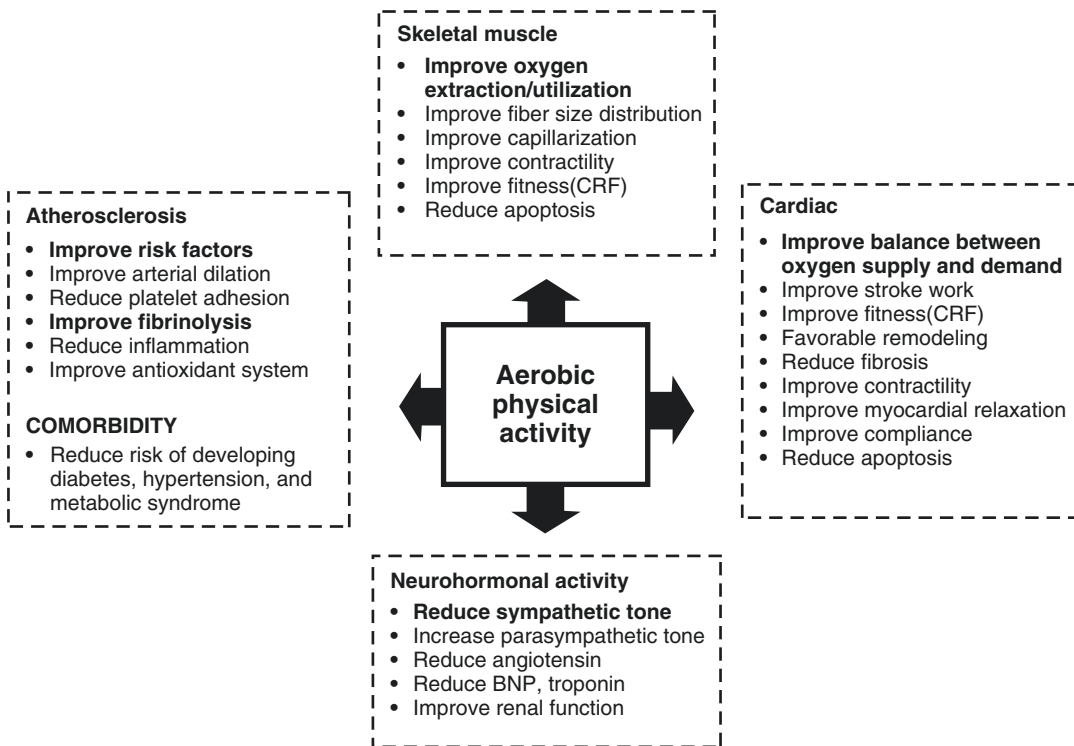 Skeletal muscle
• Improve oxygen
extraction/utilization
• Improve fiber size distribution
• Improve capillarization
• Improve contractility
• Improve fitness(CRF)
• Reduce apoptosis
Atherosclerosis
• Improve risk factors
• Improve arterial dilation
• Reduce platelet adhesion
• Improve fibrinolysis
• Reduce inflammation
• Improve antioxidant system
COMORBIDITY
• Reduce risk of developing
diabetes, hypertension, and
metabolic syndrome
Aerobic
physical
activity
Cardiac
• Improve balance between
oxygen supply and demand
• Improve stroke work
• Improve fitness(CRF)
• Favorable remodeling
• Reduce fibrosis
• Improve contractility
• Improve myocardial relaxation
• Improve compliance
• Reduce apoptosis
Neurohormonal activity
• Reduce sympathetic tone
• Increase parasympathetic tone
• Reduce angiotensin
• Reduce BNP, troponin
• Improve renal function